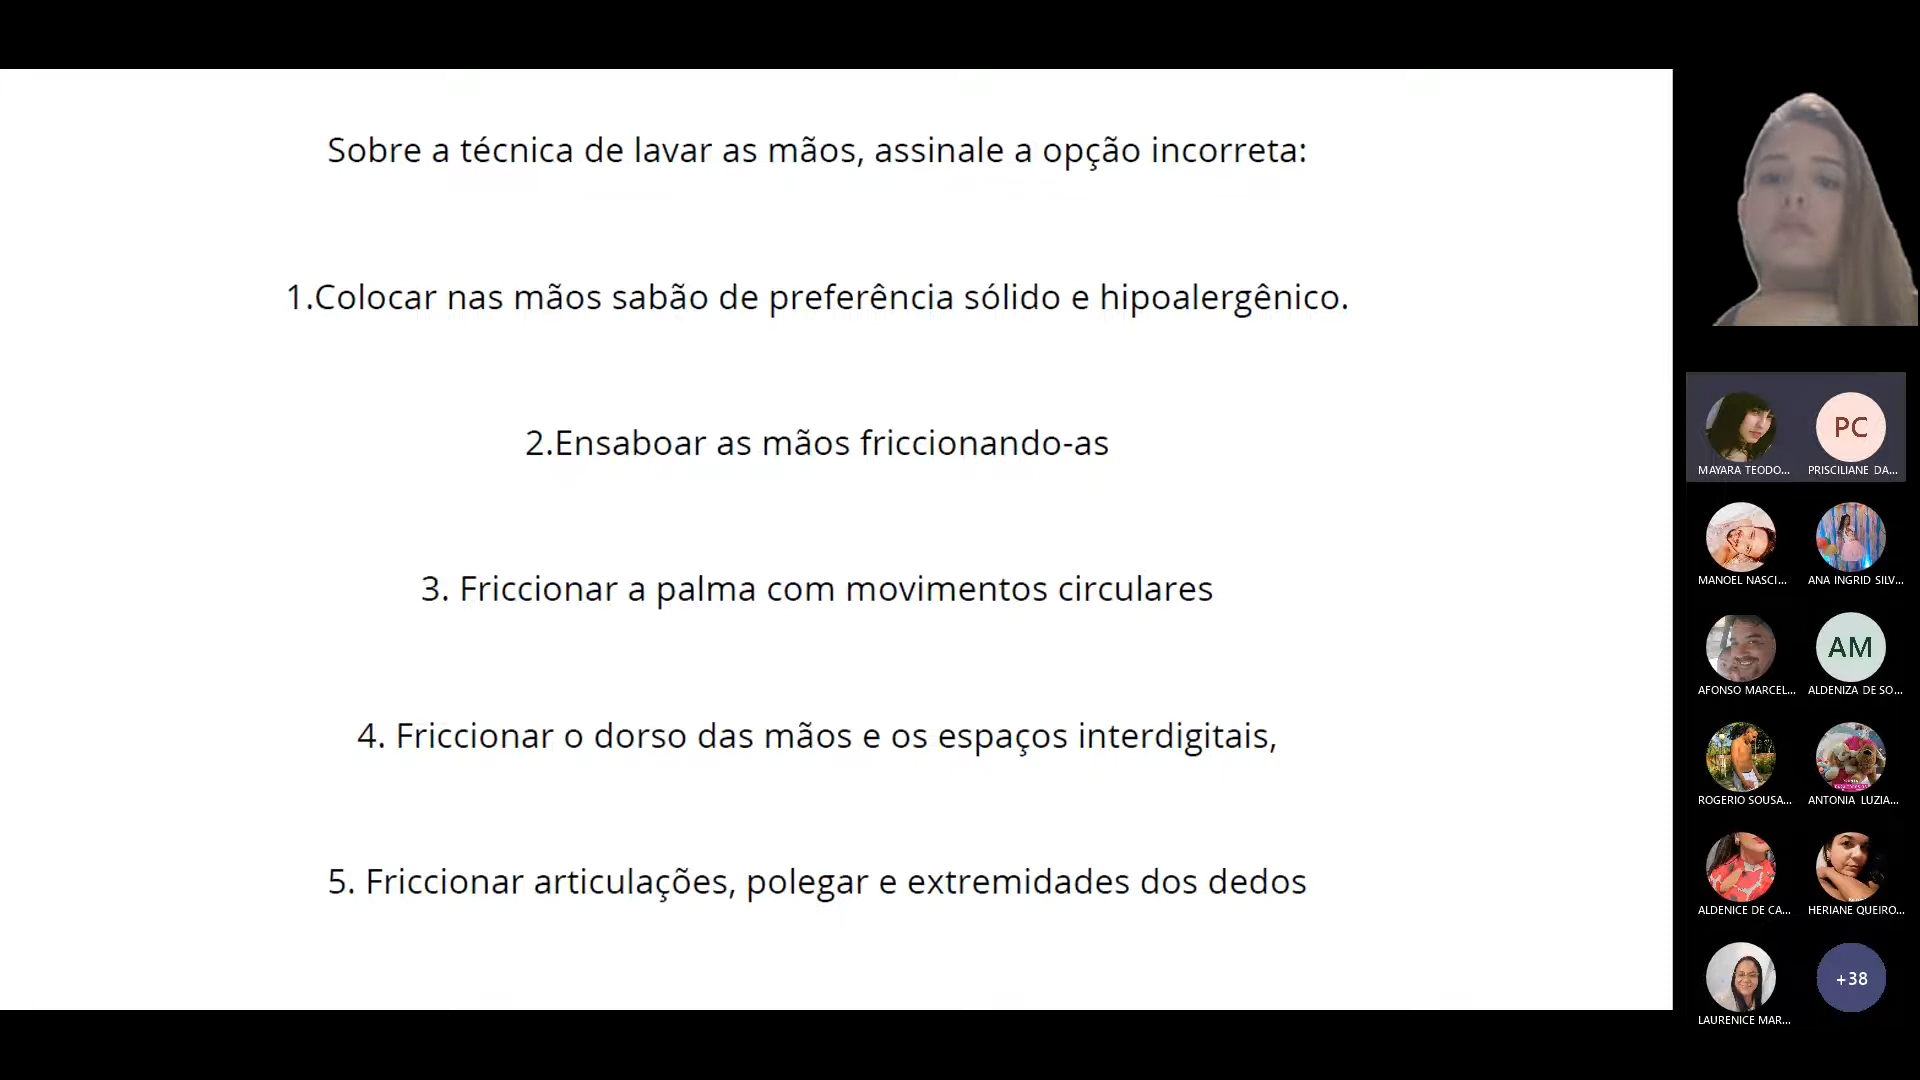 Sobre a técnica de lavar as mãos, assinale a opção incorreta:
1.Colocar nas mãos sabão de preferência sólido e hipoalergênico.
2.Ensaboar as mãos friccionando-as
3. Friccionar a palma com movimentos circulares
4. Friccionar o dorso das mãos e os espaços interdigitais,
5. Friccionar articulações, polegar e extremidades dos dedos
PC
MAYARA TEODO... PRISCILIANE DA...
MANOEL NASCI... ANA INGRID SILV...
AM
AFONSO MARCEL... ALDENIZA DE SO...
ROGERIO SOUSA... ANTONIA LUZIA...
ALDENICE DE CA... HERIANE QUEIRO...
+38
LAURENICE MAR...